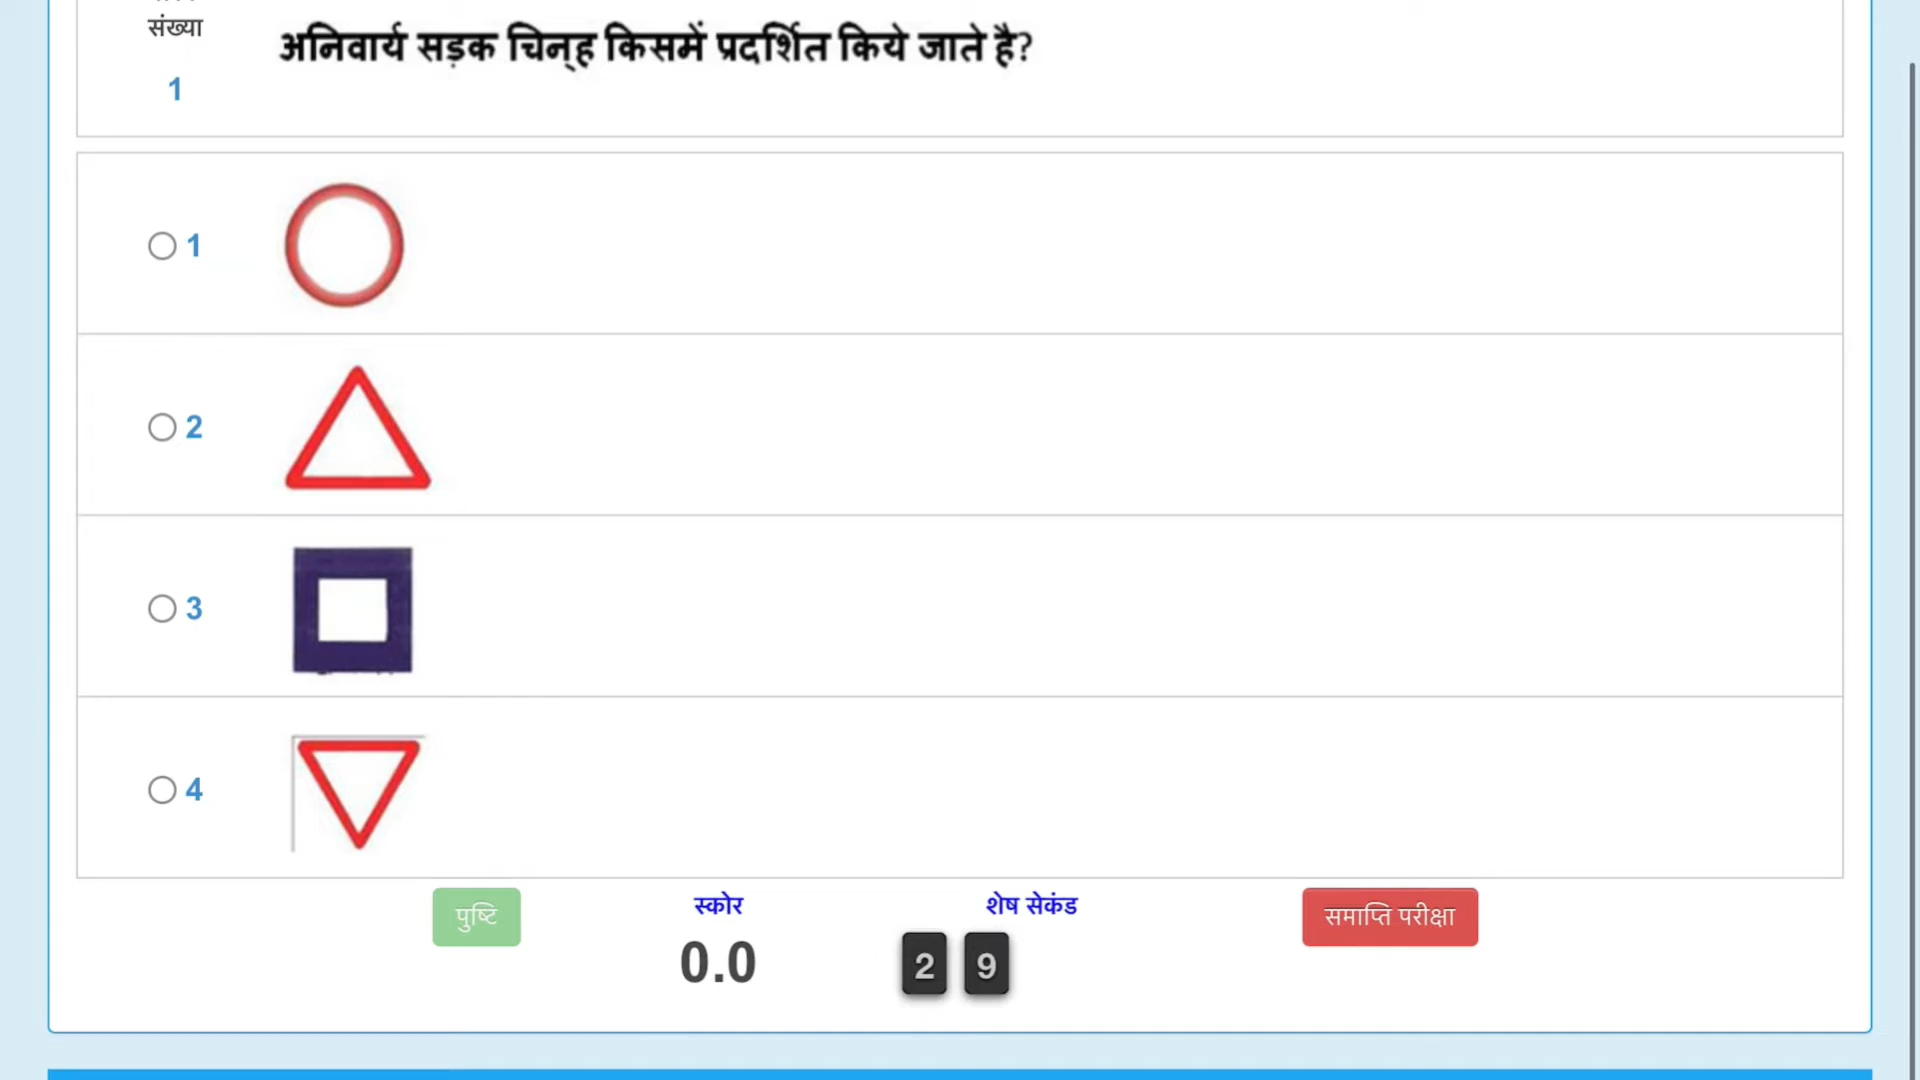 संख्या
अनिवार्य सड़क चिन्ह किसमें प्रदर्शित किये जाते है?
1
1
2
3
4
पुष्टि
स्कोर
शेष सेकंड
समाप्ति परीक्षा
0.0
2 9